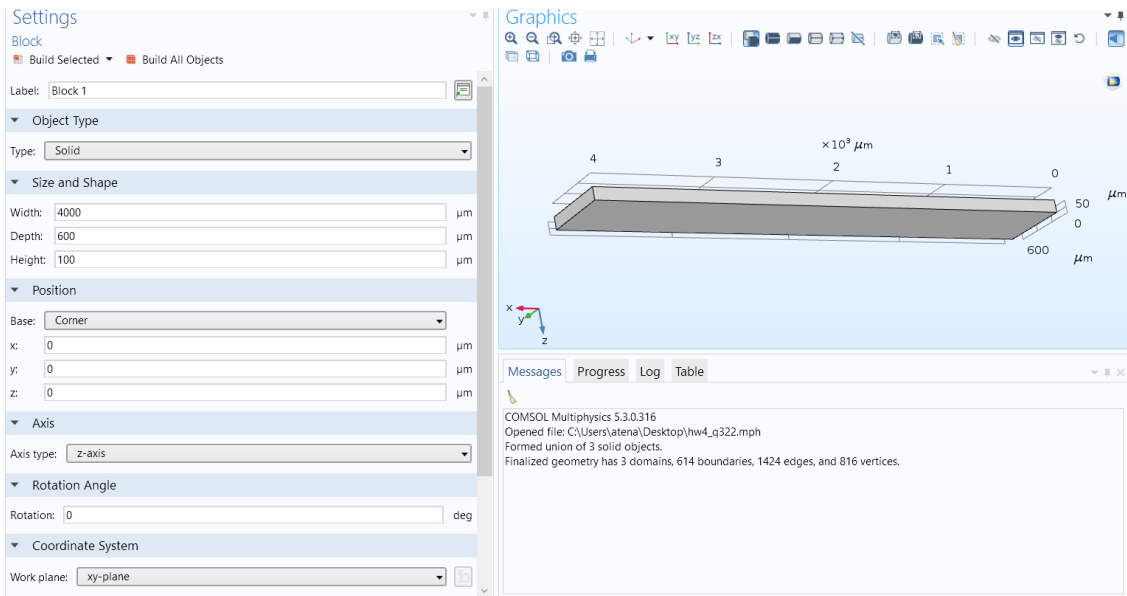 Settings
Block
Build Selected
Build All Objects
Label:
Block 1
Object Type
Type:
Solid
Size and Shape
Width:
4000
µm
Depth:
600
µm
Height:
100
µm
Position
Base:
Corner
x:
0
µm
y:
0
µm
z:
0
µm
Axis
Axis type:
z-axis
Rotation Angle
Rotation:
0
deg
Coordinate System
Work plane:
xy-plane
Graphics
xy
yz
zx
×10³ µm
4
3
2
1
0
50
µm
0
600
µm
x
y
z
Messages
Progress
Log
Table
COMSOL Multiphysics 5.3.0.316
Opened file: C:\Users\atena\Desktop\hw4_q322.mph
Formed union of 3 solid objects.
Finalized geometry has 3 domains, 614 boundaries, 1424 edges, and 816 vertices.